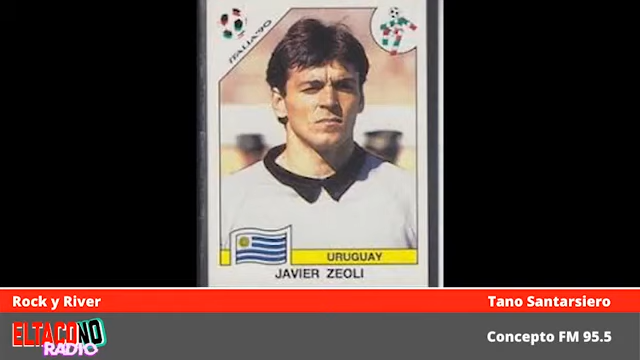 ITALIA'90
URUGUAY
JAVIER ZEOLI
Rock y River
Tano Santarsiero
ELTACONO
RADIO
Concepto FM 95.5